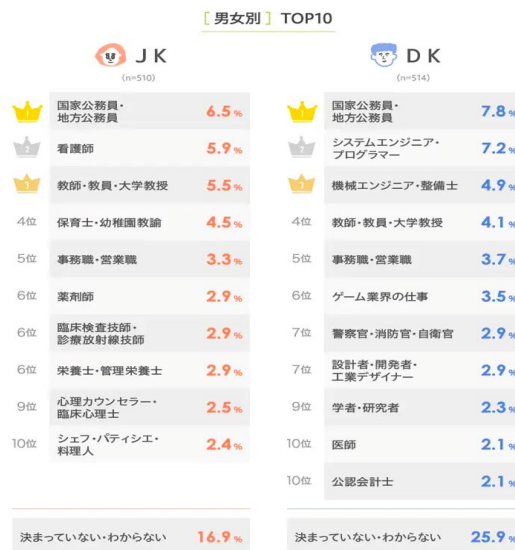 [ 男女別 ] TOP10
JK
(n=510)
1 国家公務員・
地方公務員 6.5%
2 看護師 5.9%
3 教師・教員・大学教授 5.5%
4位 保育士・幼稚園教諭 4.5%
5位 事務職・営業職 3.3%
6位 薬剤師 2.9%
6位 臨床検査技師・
診療放射線技師 2.9%
6位 栄養士・管理栄養士 2.9%
9位 心理カウンセラー・
臨床心理士 2.5%
10位 シェフ・パティシエ・
料理人 2.4%
決まっていない・わからない 16.9%
DK
(n=514)
1 国家公務員・
地方公務員 7.8%
2 システムエンジニア・
プログラマー 7.2%
3 機械エンジニア・整備士 4.9%
4位 教師・教員・大学教授 4.1%
5位 事務職・営業職 3.7%
6位 ゲーム業界の仕事 3.5%
7位 警察官・消防官・自衛官 2.9%
7位 設計者・開発者・
工業デザイナー 2.9%
9位 学者・研究者 2.3%
10位 医師 2.1%
10位 公認会計士 2.1%
決まっていない・わからない 25.9%